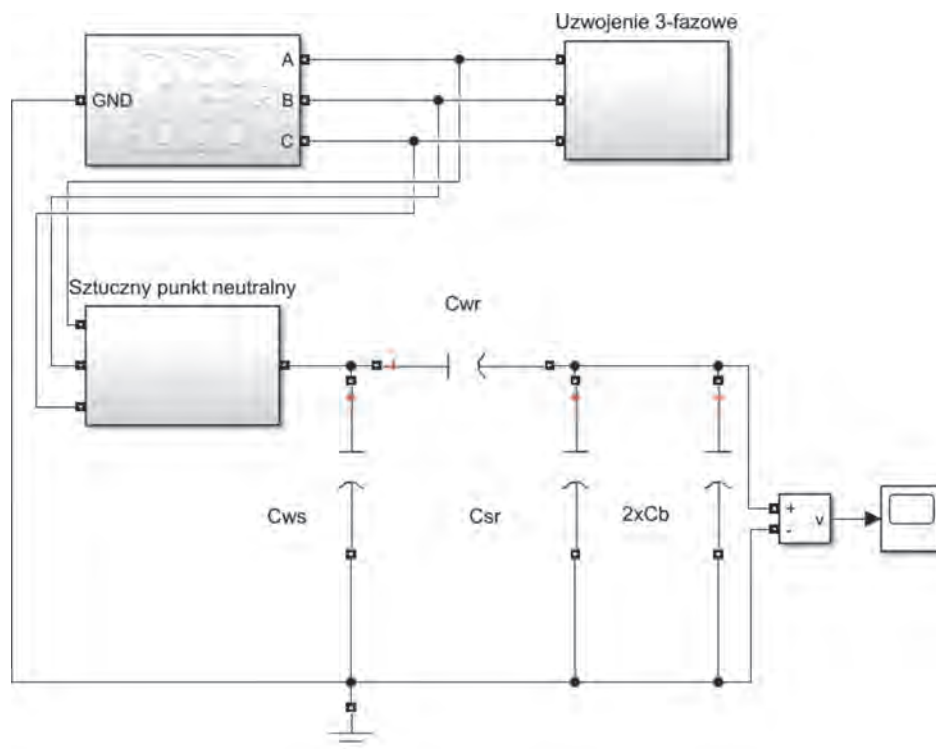 Uzwojenie 3-fazowe
A
GND
B
C
Sztuczny punkt neutralny
Cwr
Cws
Csr
2xCb
+
v
-